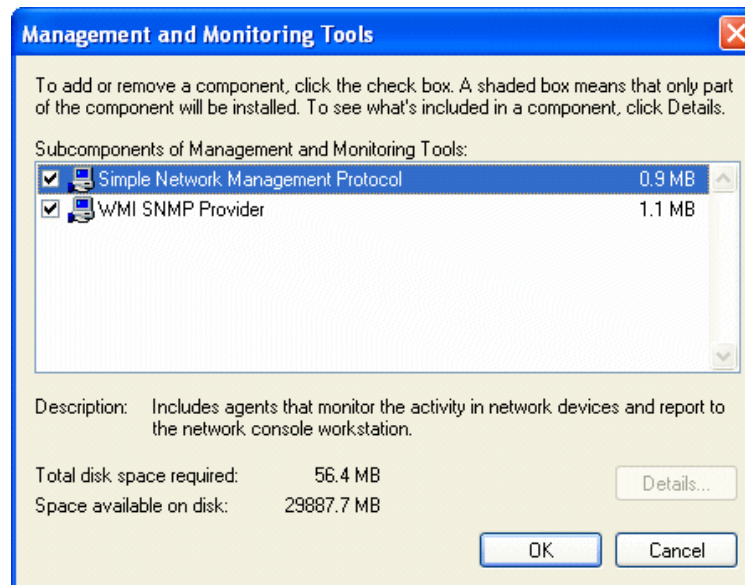 Management and Monitoring Tools
To add or remove a component, click the check box. A shaded box means that only part
of the component will be installed. To see what's included in a component, click Details.
Subcomponents of Management and Monitoring Tools:
Simple Network Management Protocol 0.9 MB
WMI SNMP Provider 1.1 MB
Description: Includes agents that monitor the activity in network devices and report to
the network console workstation.
Total disk space required: 56.4 MB
Details...
Space available on disk: 29887.7 MB
OK Cancel